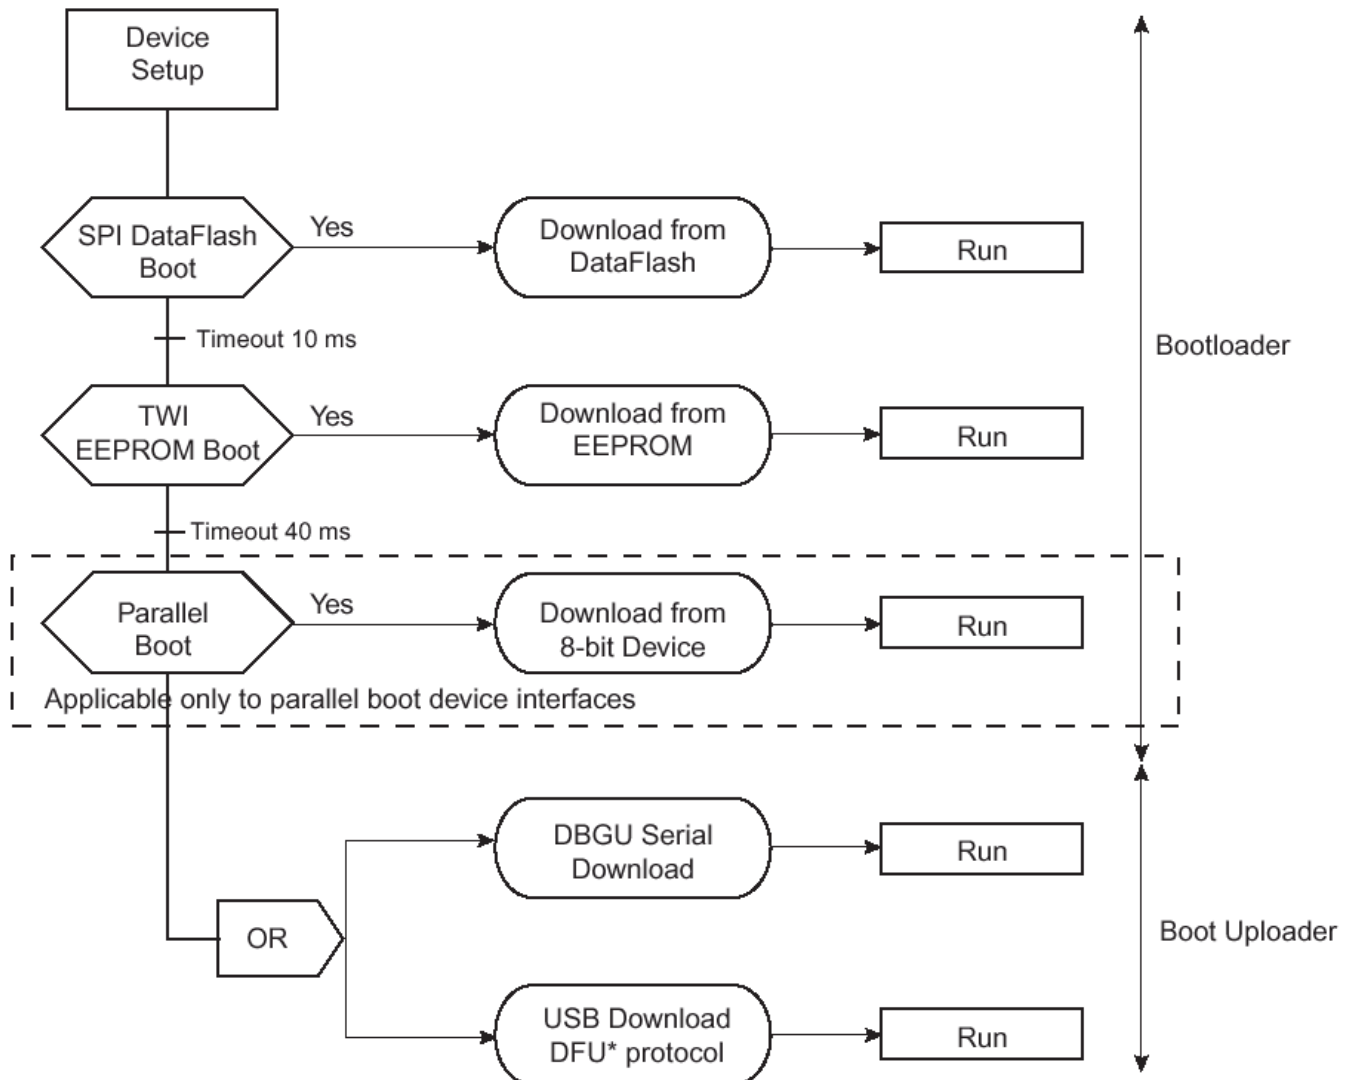 Device
Setup
SPI DataFlash
Boot
Yes
Download from
DataFlash
Run
Timeout 10 ms
Bootloader
TWI
EEPROM Boot
Yes
Download from
EEPROM
Run
Timeout 40 ms
Parallel
Boot
Yes
Download from
8-bit Device
Run
Applicable only to parallel boot device interfaces
DBGU Serial
Download
Run
OR
Boot Uploader
USB Download
DFU* protocol
Run